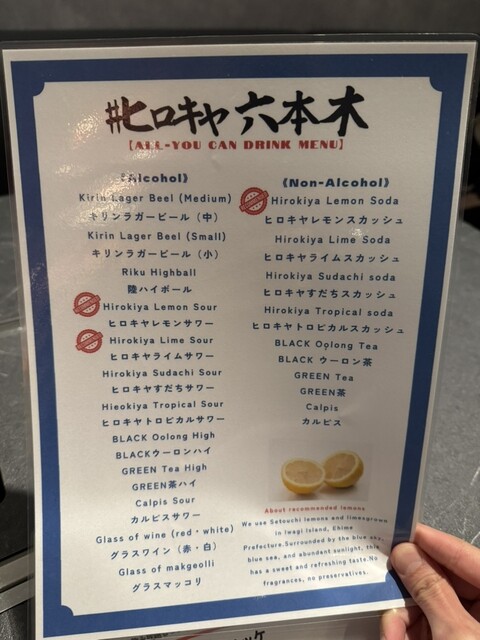 #ヒロキヤ 六本木
【ALL-YOU CAN DRINK MENU】
《Alcohol》
Kirin Lager Beel (Medium)
キリンラガービール（中）
Kirin Lager Beel (Small)
キリンラガービール（小）
Riku Highball
陸ハイボール
Hirokiya Lemon Sour
ヒロキヤレモンサワー
Hirokiya Lime Sour
ヒロキヤライムサワー
Hirokiya Sudachi Sour
ヒロキヤすだちサワー
Hieokiya Tropical Sour
ヒロキヤトロピカルサワー
BLACK Oolong High
BLACKウーロンハイ
GREEN Tea High
GREEN茶ハイ
Calpis Sour
カルピスサワー
Glass of wine (red・white)
グラスワイン（赤・白）
Glass of makgeolli
グラスマッコリ
《Non-Alcohol》
Hirokiya Lemon Soda
ヒロキヤレモンスカッシュ
Hirokiya Lime Soda
ヒロキヤライムスカッシュ
Hirokiya Sudachi soda
ヒロキヤすだちスカッシュ
Hirokiya Tropical soda
ヒロキヤトロピカルスカッシュ
BLACK Oolong Tea
BLACK ウーロン茶
GREEN Tea
GREEN茶
Calpis
カルピス
About recommended lemons
We use Setouchi lemons and limesgrown
in Iwagi Island, Ehime
Prefecture.Surrounded by the blue sky,
blue sea, and abundant sunlight, this
has a sweet and refreshing taste.No
fragrances, no preservatives.